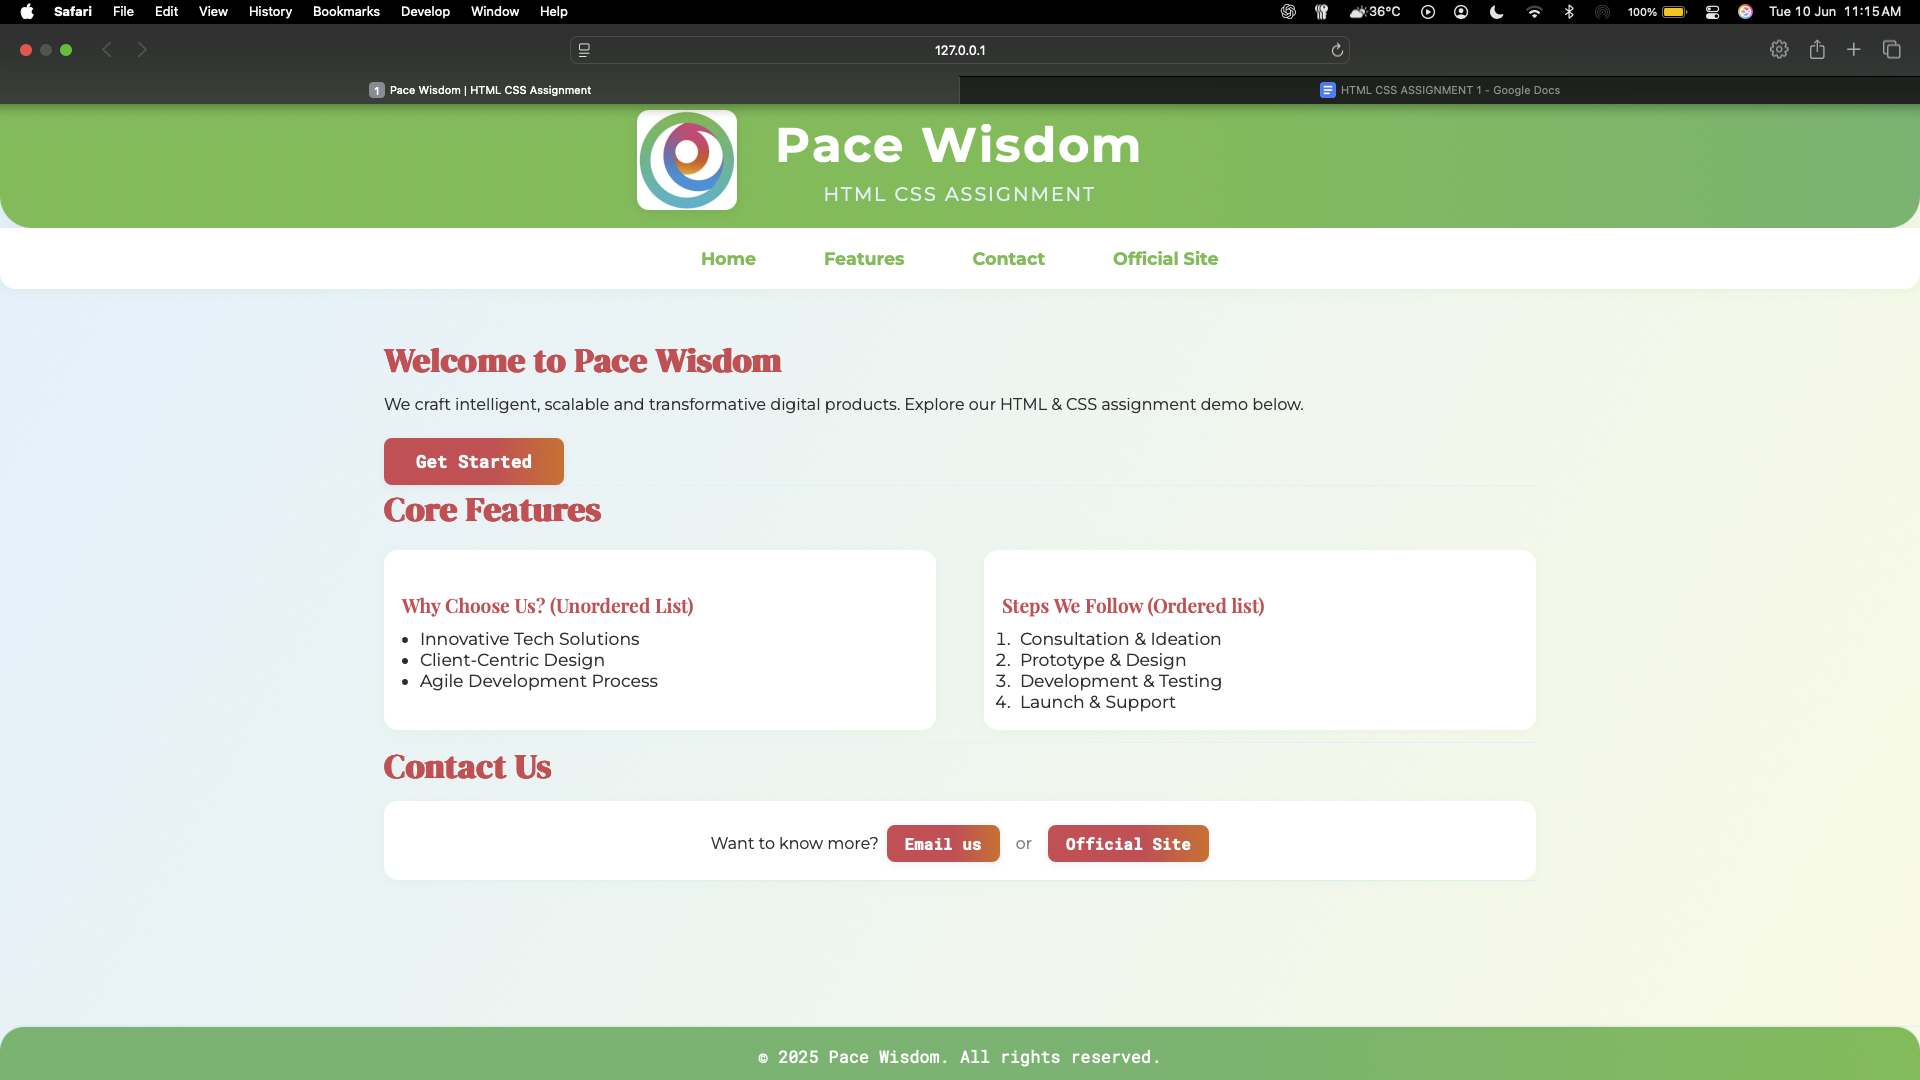 Safari File Edit View History Bookmarks Develop Window Help 36°C 100% Tue 10 Jun 11:15 AM
127.0.0.1
1 Pace Wisdom | HTML CSS Assignment
HTML CSS ASSIGNMENT 1 - Google Docs
Pace Wisdom
HTML CSS ASSIGNMENT
Home Features Contact Official Site
Welcome to Pace Wisdom
We craft intelligent, scalable and transformative digital products. Explore our HTML & CSS assignment demo below.
Get Started
Core Features
Why Choose Us? (Unordered List)
• Innovative Tech Solutions
• Client-Centric Design
• Agile Development Process
Steps We Follow (Ordered list)
1. Consultation & Ideation
2. Prototype & Design
3. Development & Testing
4. Launch & Support
Contact Us
Want to know more? Email us or Official Site
© 2025 Pace Wisdom. All rights reserved.